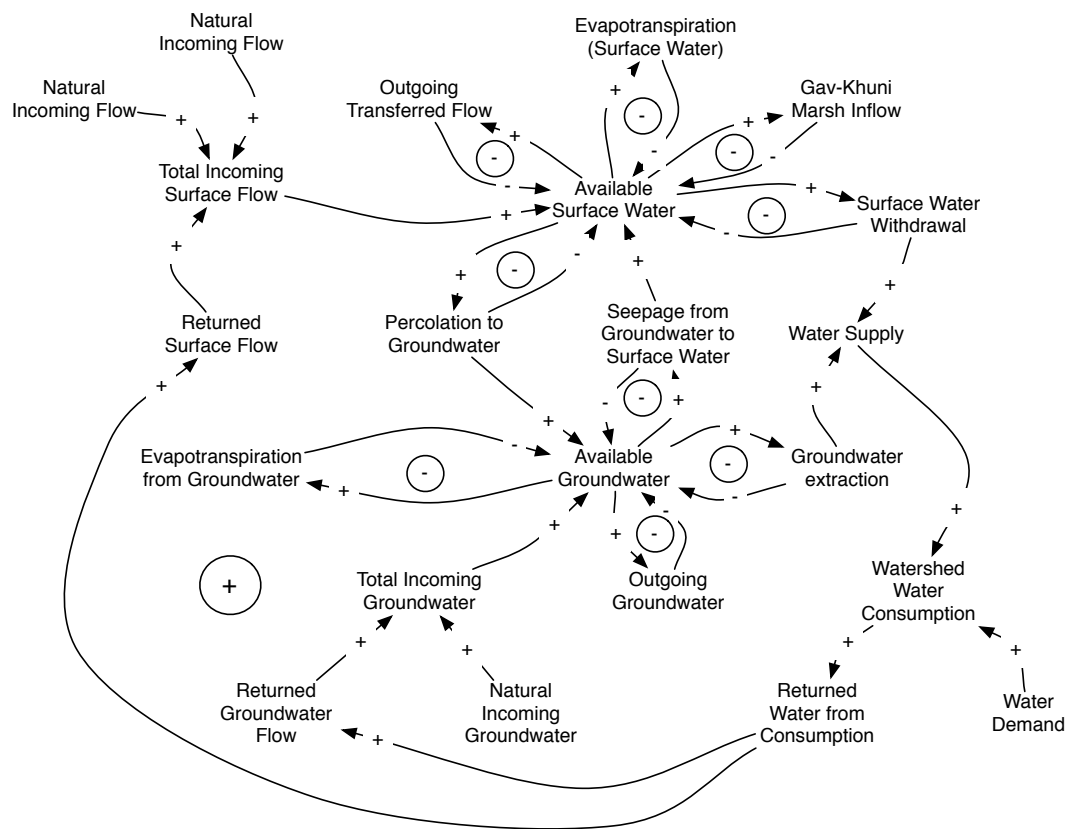 Natural
Incoming Flow
Evapotranspiration
(Surface Water)
Natural
Incoming Flow
Outgoing
Transferred Flow
Gav-Khuni
Marsh Inflow
+
+
+
+
+
-
-
-
-
-
-
Total Incoming
Surface Flow
-
Available
Surface Water
+
+
Surface Water
Withdrawal
-
-
+
+
-
-
+
+
Returned
Surface Flow
Percolation to
Groundwater
Seepage from
Groundwater to
Surface Water
Water Supply
+
+
-
-
+
+
+
-
Evapotranspiration
from Groundwater
Available
Groundwater
-
Groundwater
extraction
-
+
-
-
+
+
+
-
+
Total Incoming
Groundwater
Outgoing
Groundwater
Watershed
Water
Consumption
+
+
+
+
Returned
Groundwater
Flow
Natural
Incoming
Groundwater
Returned
Water from
Consumption
Water
Demand
+